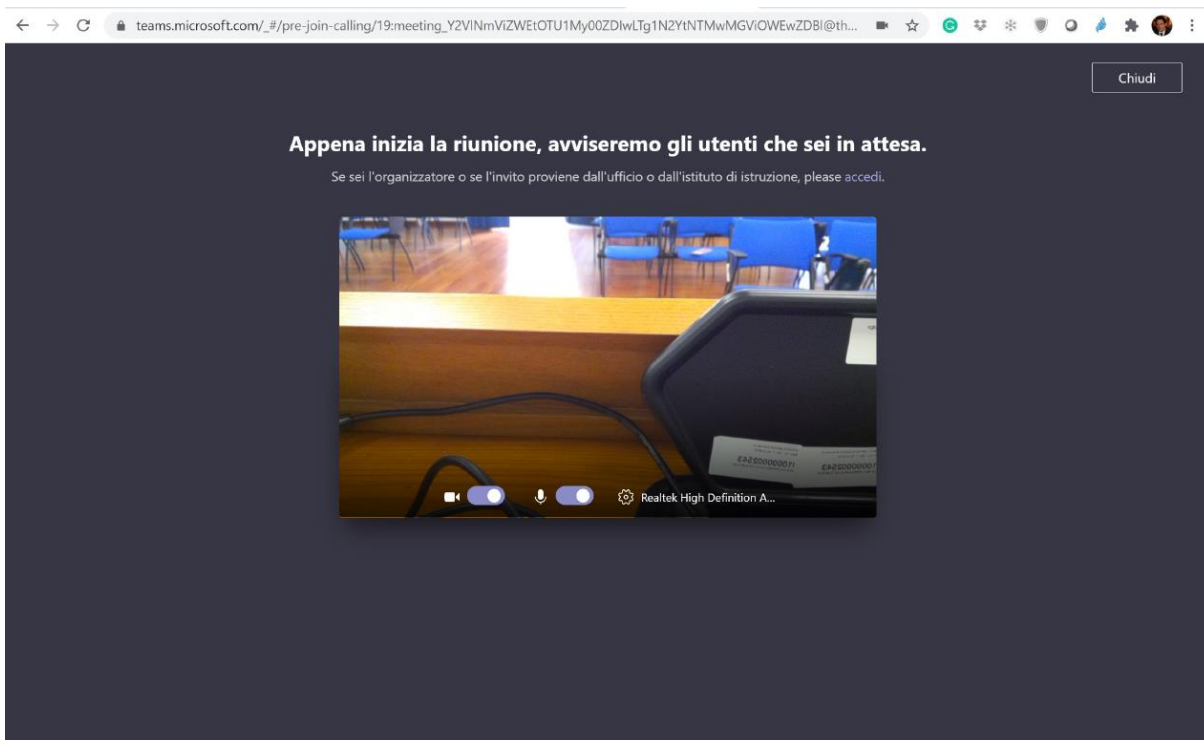 teams.microsoft.com/_#/pre-join-calling/19:meeting_Y2VlNmViZWEtOTU1My00ZDIwLTg1N2YtNTMwMGViOWEwZDBl@th...
Chiudi
Appena inizia la riunione, avviseremo gli utenti che sei in attesa.
Se sei l'organizzatore o se l'invito proviene dall'ufficio o dall'istituto di istruzione, please accedi.
Realtek High Definition A...